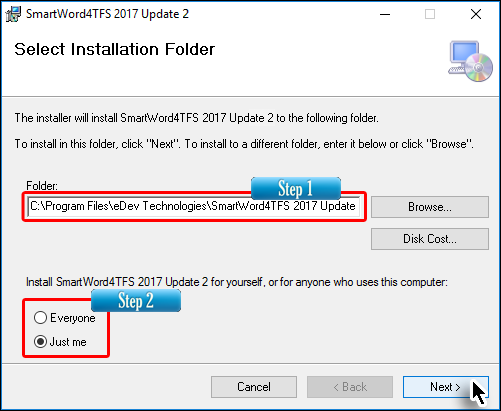 SmartWord4TFS 2017 Update 2
Select Installation Folder
The installer will install SmartWord4TFS 2017 Update 2 to the following folder.
To install in this folder, click "Next". To install to a different folder, enter it below or click "Browse".
Step 1
Folder:
C:\Program Files\eDev Technologies\SmartWord4TFS 2017 Update
Browse...
Disk Cost...
Install SmartWord4TFS 2017 Update 2 for yourself, or for anyone who uses this computer:
Step 2
Everyone
Just me
Cancel
< Back
Next >